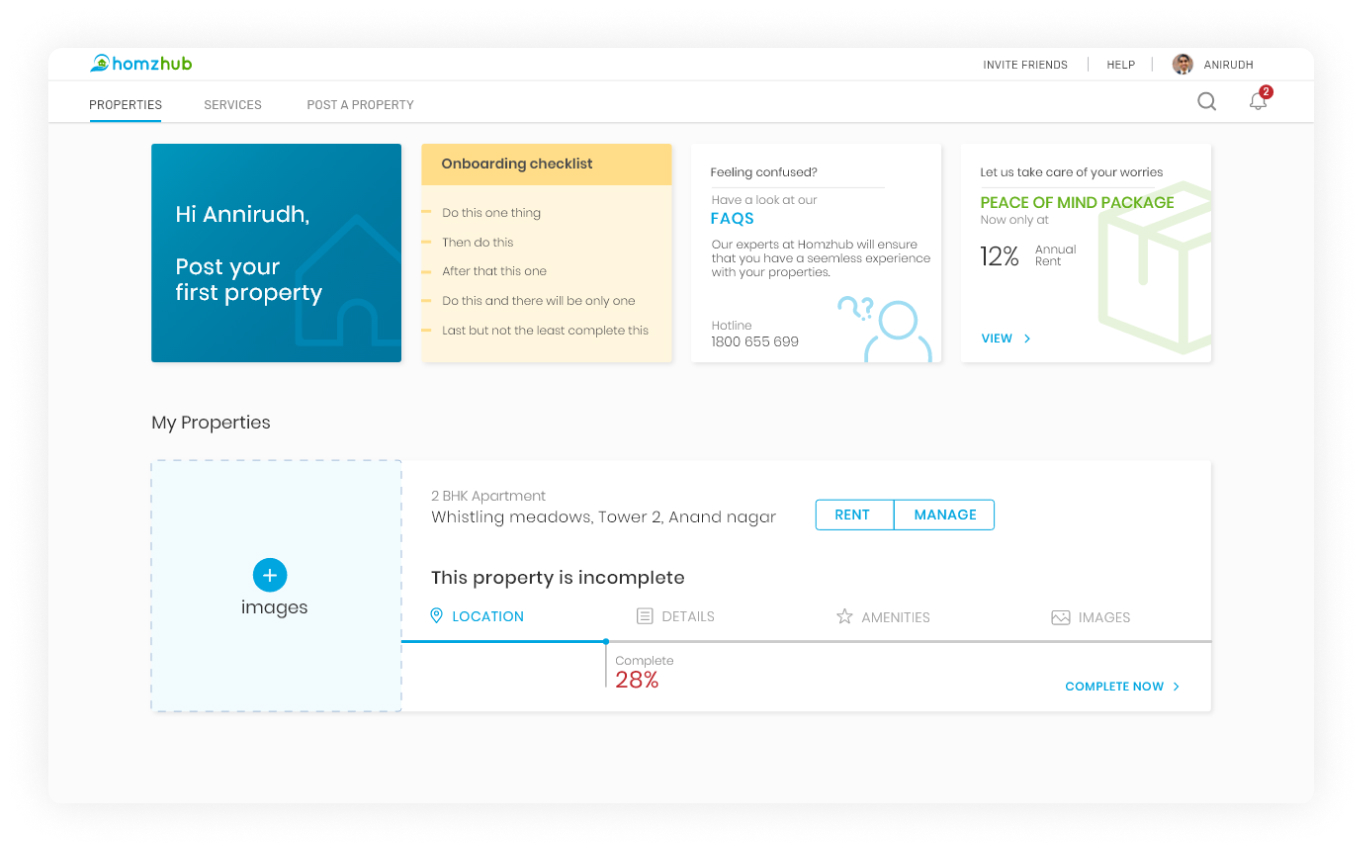 homzhub
INVITE FRIENDS
HELP
ANIRUDH
PROPERTIES
SERVICES
POST A PROPERTY
2
Hi Annirudh,
Post your
first property
Onboarding checklist
Do this one thing
Then do this
After that this one
Do this and there will be only one
Last but not the least complete this
Feeling confused?
Have a look at our
FAQS
Our experts at Homzhub will ensure
that you have a seemless experience
with your properties.
??
Hotline
1800 655 699
Let us take care of your worries
PEACE OF MIND PACKAGE
Now only at
12%
Annual
Rent
VIEW >
My Properties
+
images
2 BHK Apartment
Whistling meadows, Tower 2, Anand nagar
RENT
MANAGE
This property is incomplete
LOCATION
DETAILS
AMENITIES
IMAGES
Complete
28%
COMPLETE NOW >